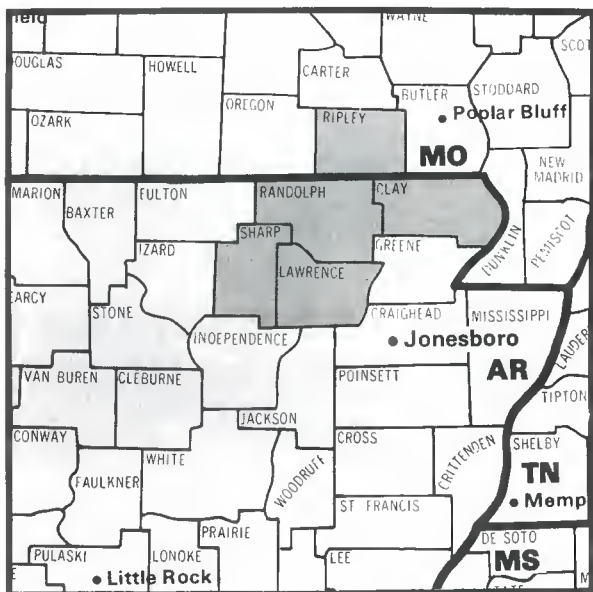 WAYNE
SCOT
DOUGLAS
HOWELL
CARTER
BUTLER
STODDARD
OREGON
RIPLEY
Poplar Bluff
OZARK
MO
NEW
MADRID
MARION
FULTON
RANDOLPH
CLAY
BAXTER
SHARP
DUNKLIN
PEMISCOT
IZARD
GREENE
LAWRENCE
EARCY
STONE
CRAIGHEAD
MISSISSIPPI
INDEPENDENCE
Jonesboro
LAUDER
VAN BUREN
CLEBURNE
POINSETT
AR
TIPTON
JACKSON
CONWAY
WHITE
CROSS
CRITTENDEN
SHELBY
FAULKNER
WOODRUFF
TN
ST FRANCIS
Memp
PRAIRIE
DE SOTO
PULASKI
LONOKE
LEE
MS
Little Rock